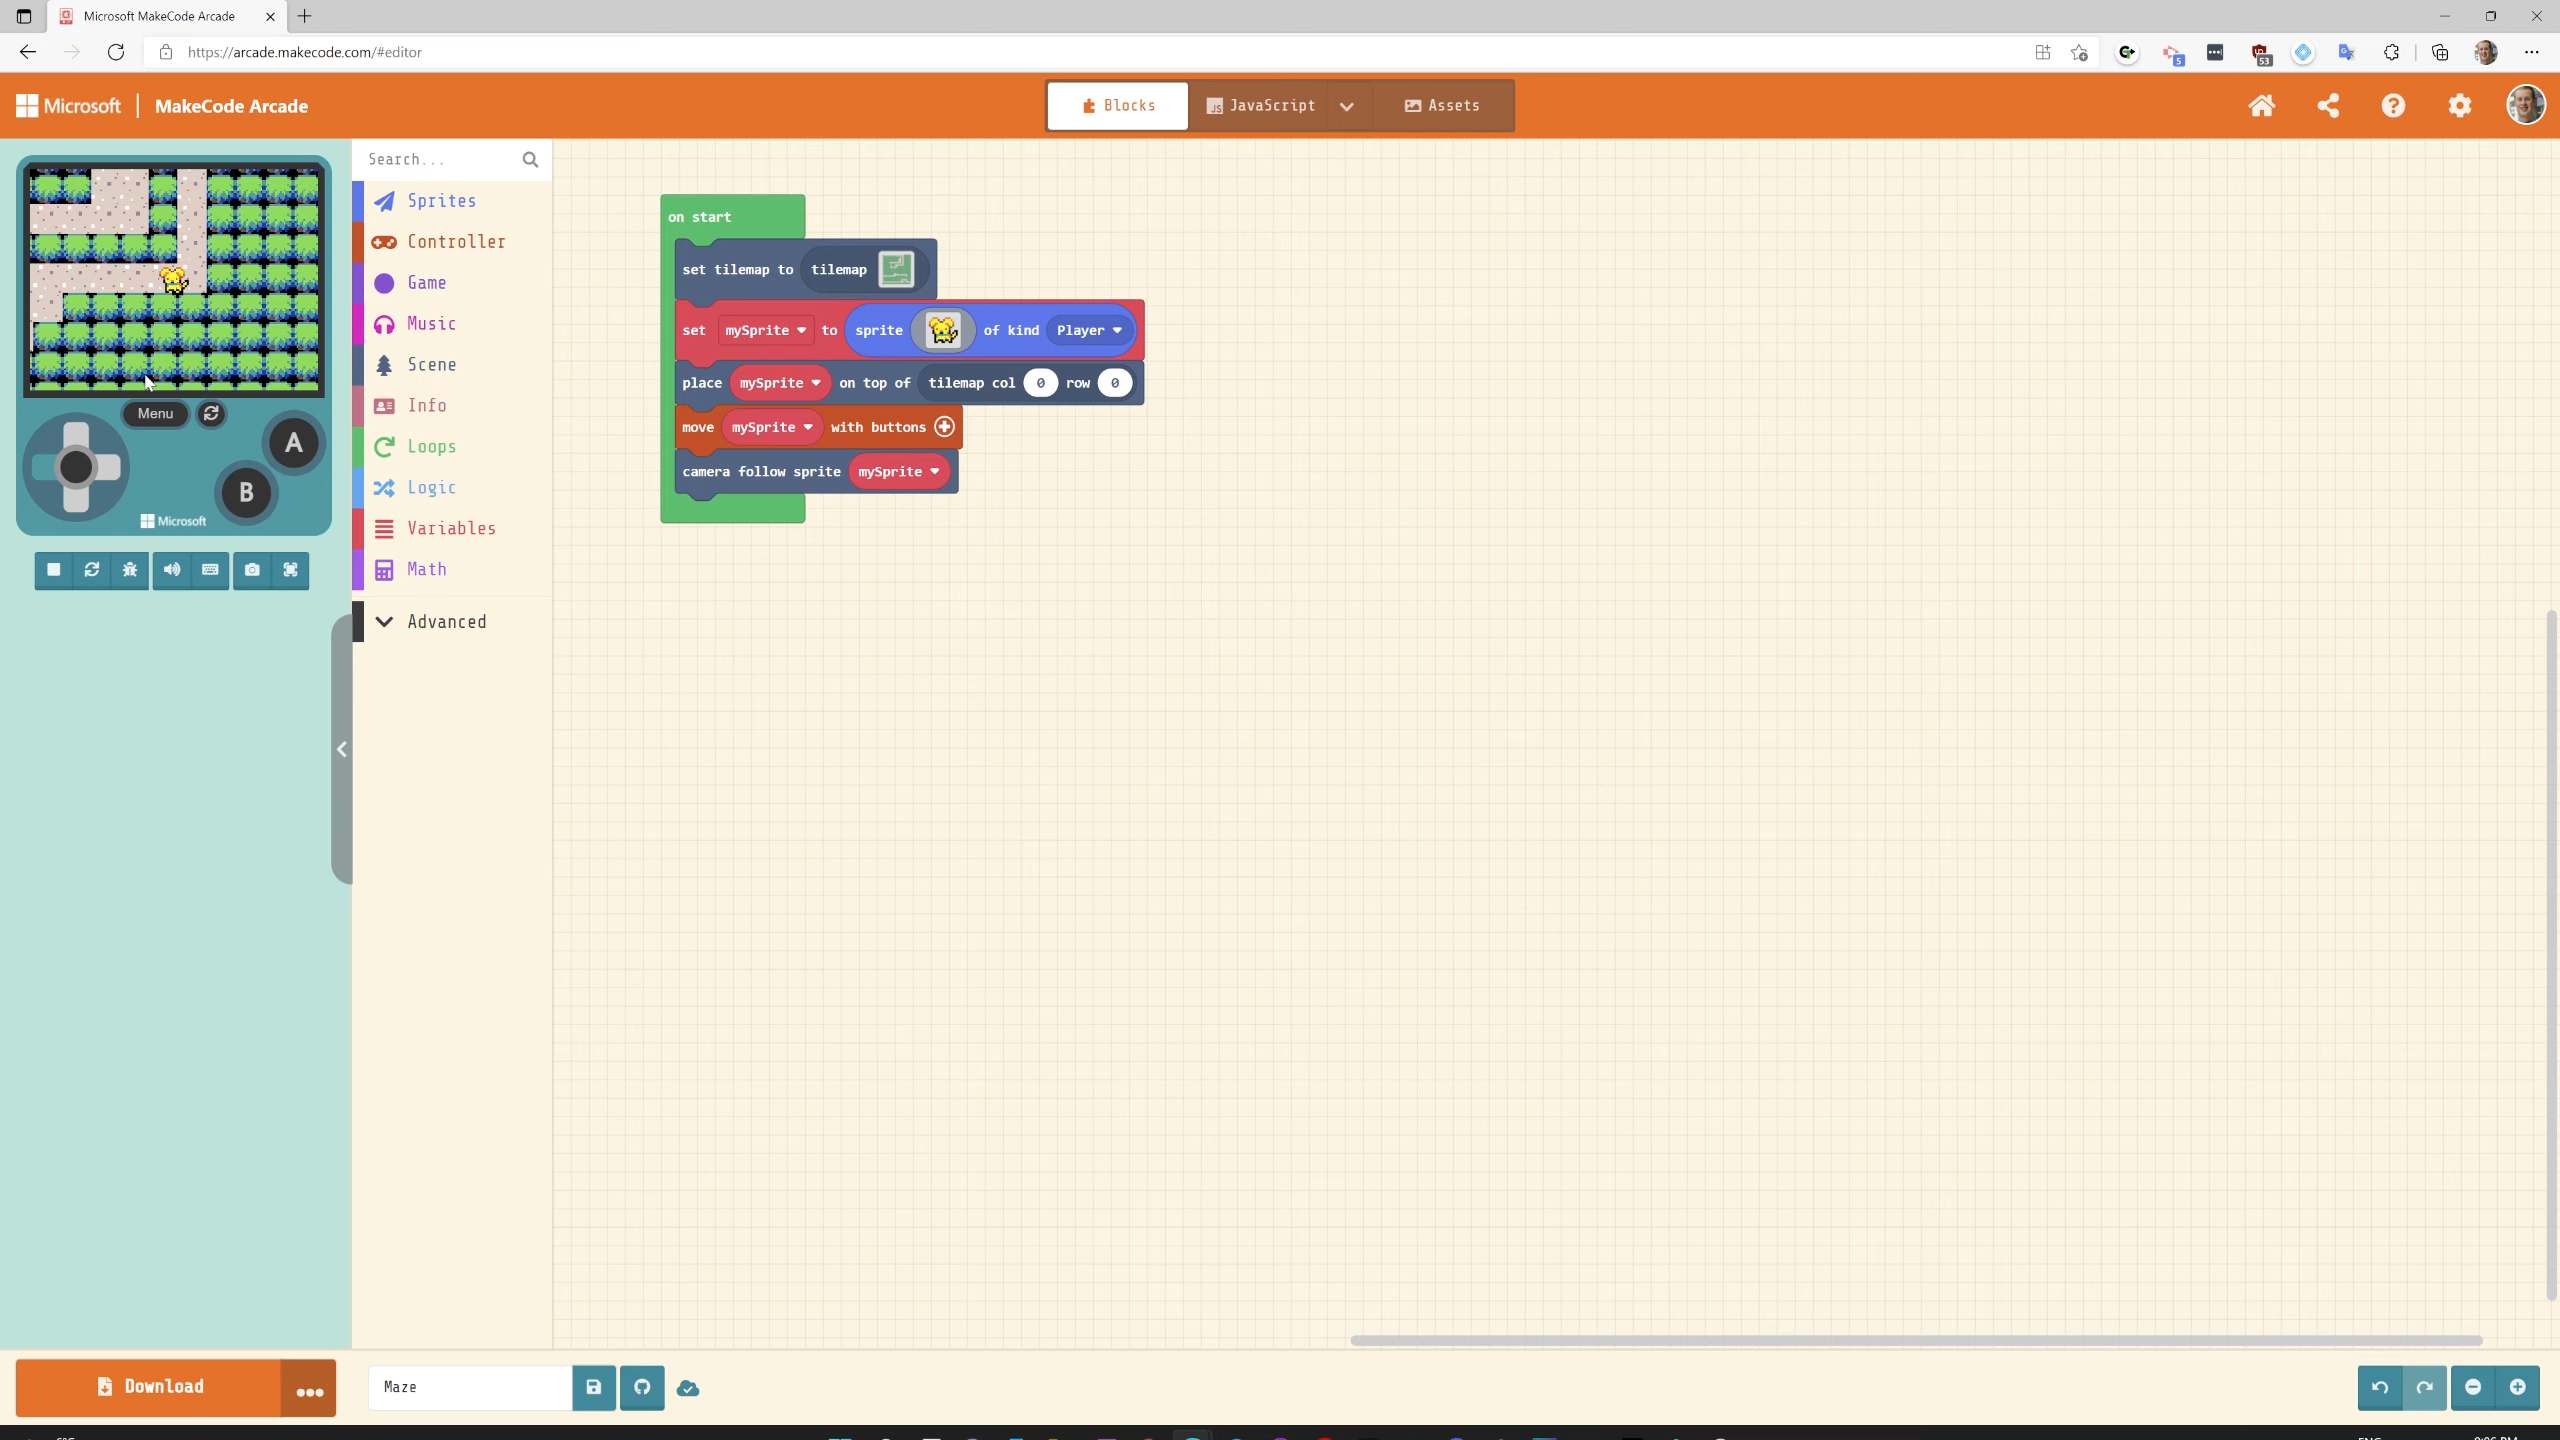 Microsoft MakeCode Arcade
https://arcade.makecode.com/#editor
5
53
Microsoft
MakeCode Arcade
Blocks
JS JavaScript
Assets
Search...
Sprites
Controller
Game
Music
Scene
Info
Loops
Logic
Variables
Math
Advanced
Menu
A
B
Microsoft
on start
set tilemap to tilemap
set mySprite to sprite of kind Player
place mySprite on top of tilemap col 0 row 0
move mySprite with buttons
camera follow sprite mySprite
Download
Maze